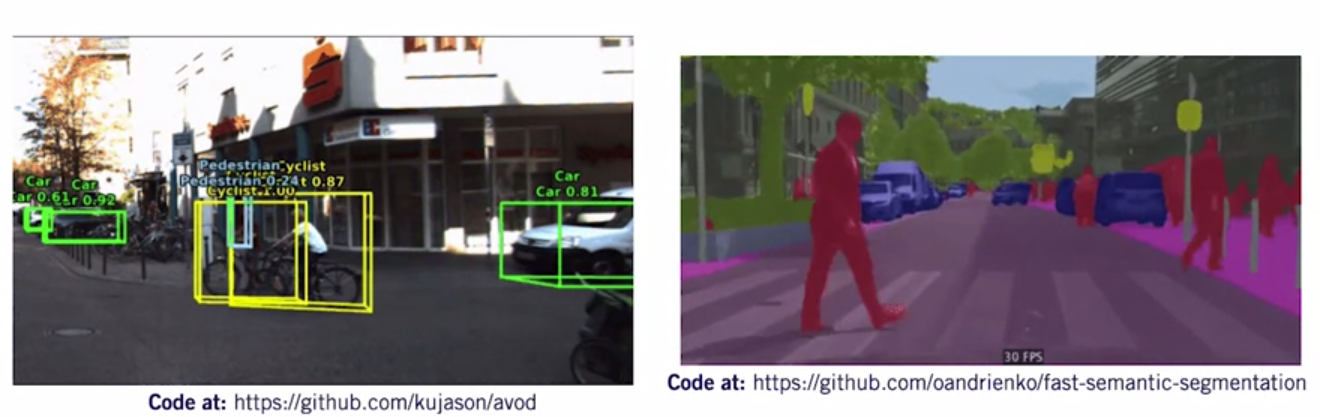 Pedestrian
Cyclist
Pedestrian 0.24
0.87
Cyclist 1.00
Car
Car
Car 0.61
Car 0.92
Car
Car 0.81
30 FPS
Code at: https://github.com/kujason/avod
Code at: https://github.com/oandrienko/fast-semantic-segmentation